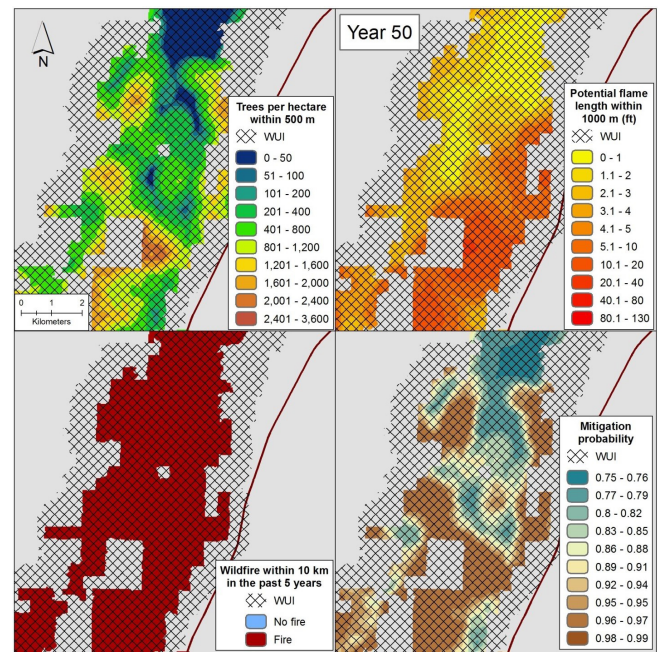 N
Trees per hectare
within 500 m
WUI
0 - 50
51 - 100
101 - 200
201 - 400
401 - 800
801 - 1,200
1,201 - 1,600
1,601 - 2,000
2,001 - 2,400
2,401 - 3,600
0 1 2
Kilometers
Year 50
Potential flame
length within
1000 m (ft)
WUI
0 - 1
1.1 - 2
2.1 - 3
3.1 - 4
4.1 - 5
5.1 - 10
10.1 - 20
20.1 - 40
40.1 - 80
80.1 - 130
Wildfire within 10 km
in the past 5 years
WUI
No fire
Fire
Mitigation
probability
WUI
0.75 - 0.76
0.77 - 0.79
0.8 - 0.82
0.83 - 0.85
0.86 - 0.88
0.89 - 0.91
0.92 - 0.94
0.95 - 0.95
0.96 - 0.97
0.98 - 0.99